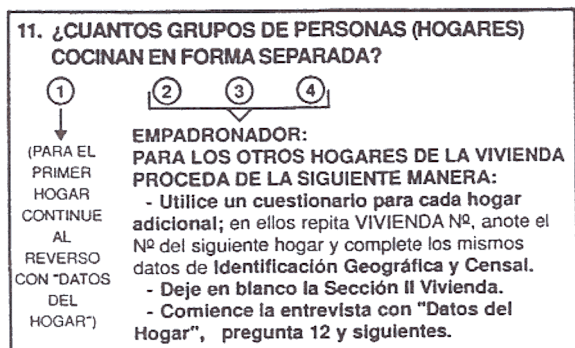 11. ¿CUANTOS GRUPOS DE PERSONAS (HOGARES)
COCINAN EN FORMA SEPARADA?
1 2 3 4
(PARA EL
PRIMER
HOGAR
CONTINUE
AL
REVERSO
CON "DATOS
DEL
HOGAR")
EMPADRONADOR:
PARA LOS OTROS HOGARES DE LA VIVIENDA
PROCEDA DE LA SIGUIENTE MANERA:
- Utilice un cuestionario para cada hogar
adicional; en ellos repita VIVIENDA Nº, anote el
Nº del siguiente hogar y complete los mismos
datos de Identificación Geográfica y Censal.
- Deje en blanco la Sección II Vivienda.
- Comience la entrevista con "Datos del
Hogar", pregunta 12 y siguientes.